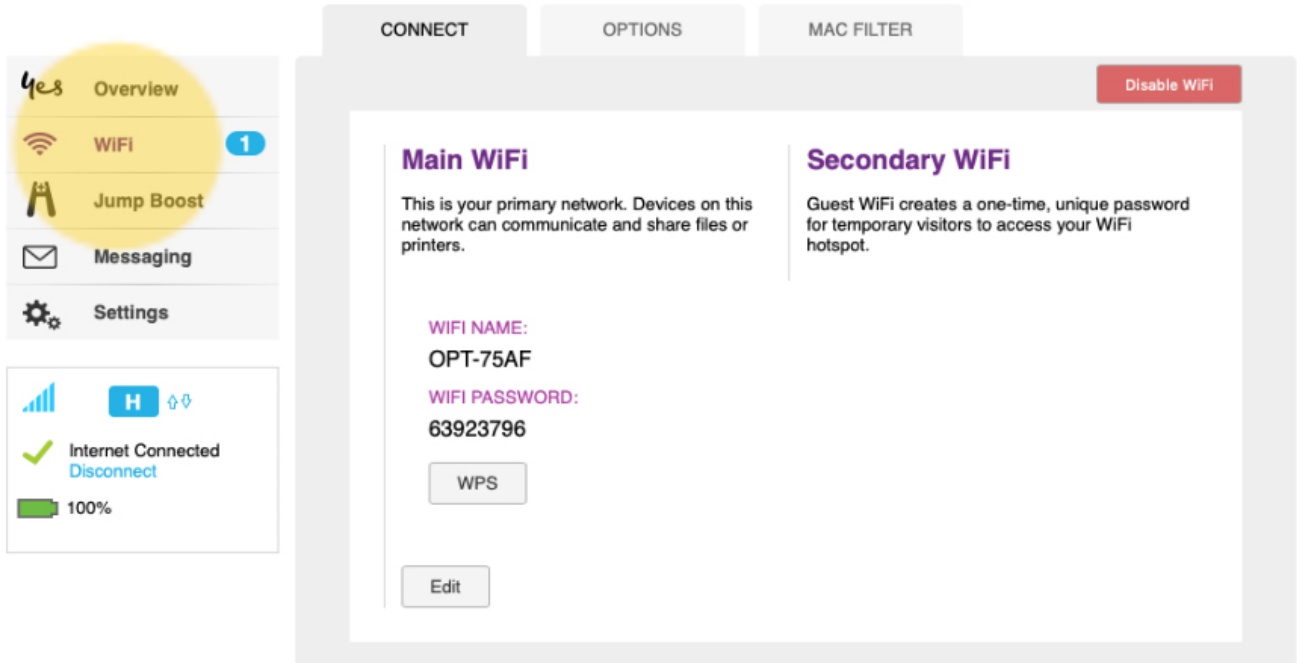 CONNECT
OPTIONS
MAC FILTER
yes Overview
WiFi 1
Jump Boost
Messaging
Settings
H
Internet Connected
Disconnect
100%
Disable WiFi
Main WiFi
This is your primary network. Devices on this
network can communicate and share files or
printers.
WIFI NAME:
OPT-75AF
WIFI PASSWORD:
63923796
WPS
Edit
Secondary WiFi
Guest WiFi creates a one-time, unique password
for temporary visitors to access your WiFi
hotspot.